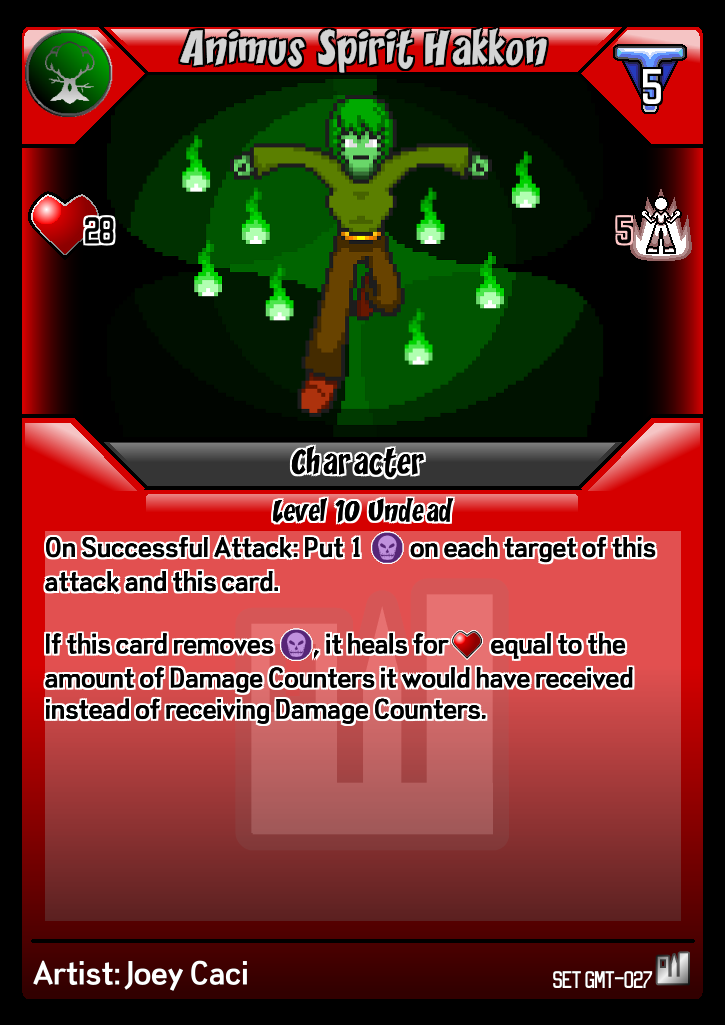 Animus Spirit Hakkon
5
28
5
Character
Level 10 Undead
On Successful Attack: Put 1 on each target of this
attack and this card.
If this card removes , it heals for equal to the
amount of Damage Counters it would have received
instead of receiving Damage Counters.
Artist: Joey Caci
SET GMT-027